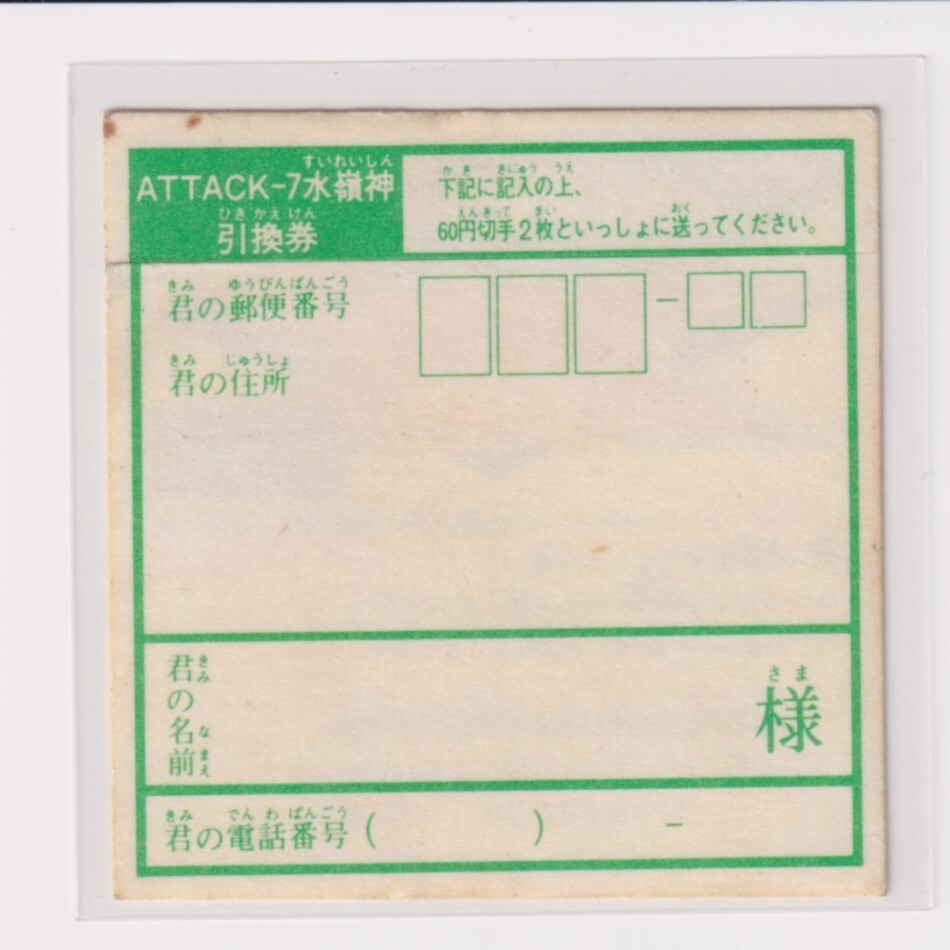 すいれいしん
ATTACK-7水嶺神
ひきかえけん
引換券
かき きにゅう うえ
下記に記入の上、
えんきって まい おく
60円切手2枚といっしょに送ってください。
きみ ゆうびんばんごう
君の郵便番号
－
きみ じゅうしょ
君の住所
きみ なまえ
君の名前
さま
様
きみ でんわばんごう
君の電話番号( ) －